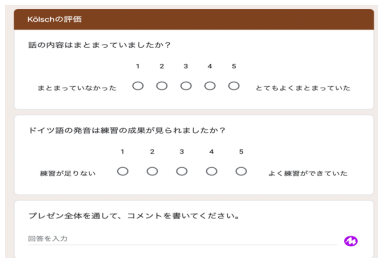 Kölschの評価
話の内容はまとまっていましたか？
1 2 3 4 5
まとまっていなかった とてもよくまとまっていた
ドイツ語の発音は練習の成果が見られましたか？
1 2 3 4 5
練習が足りない よく練習ができていた
プレゼン全体を通して、コメントを書いてください。
回答を入力